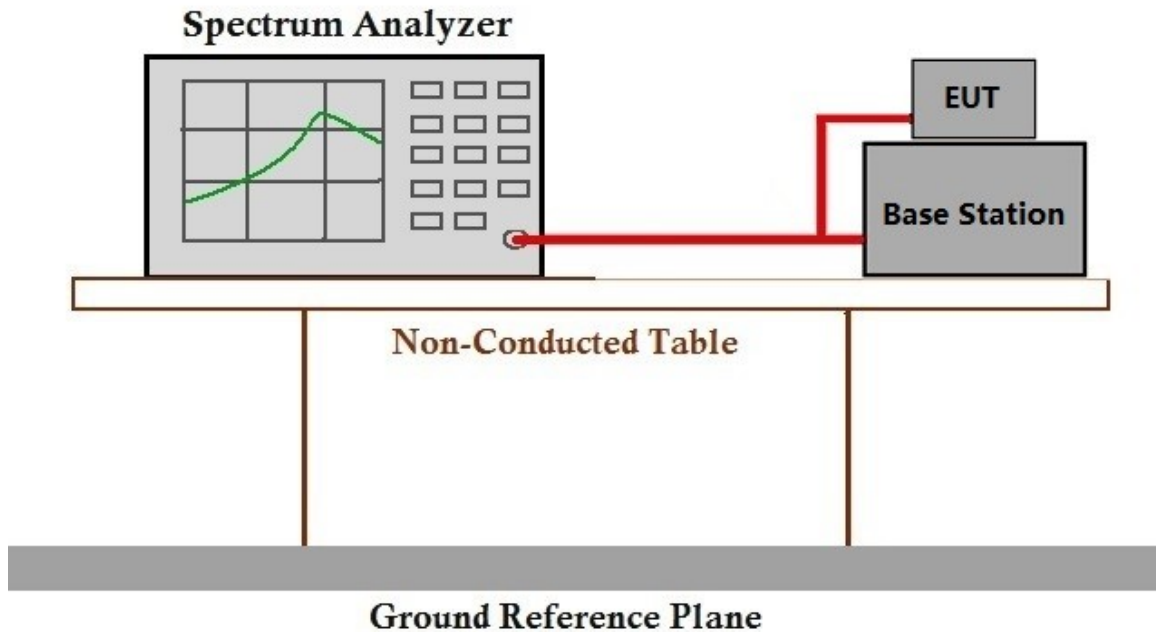 Spectrum Analyzer
EUT
Base Station
Non-Conducted Table
Ground Reference Plane